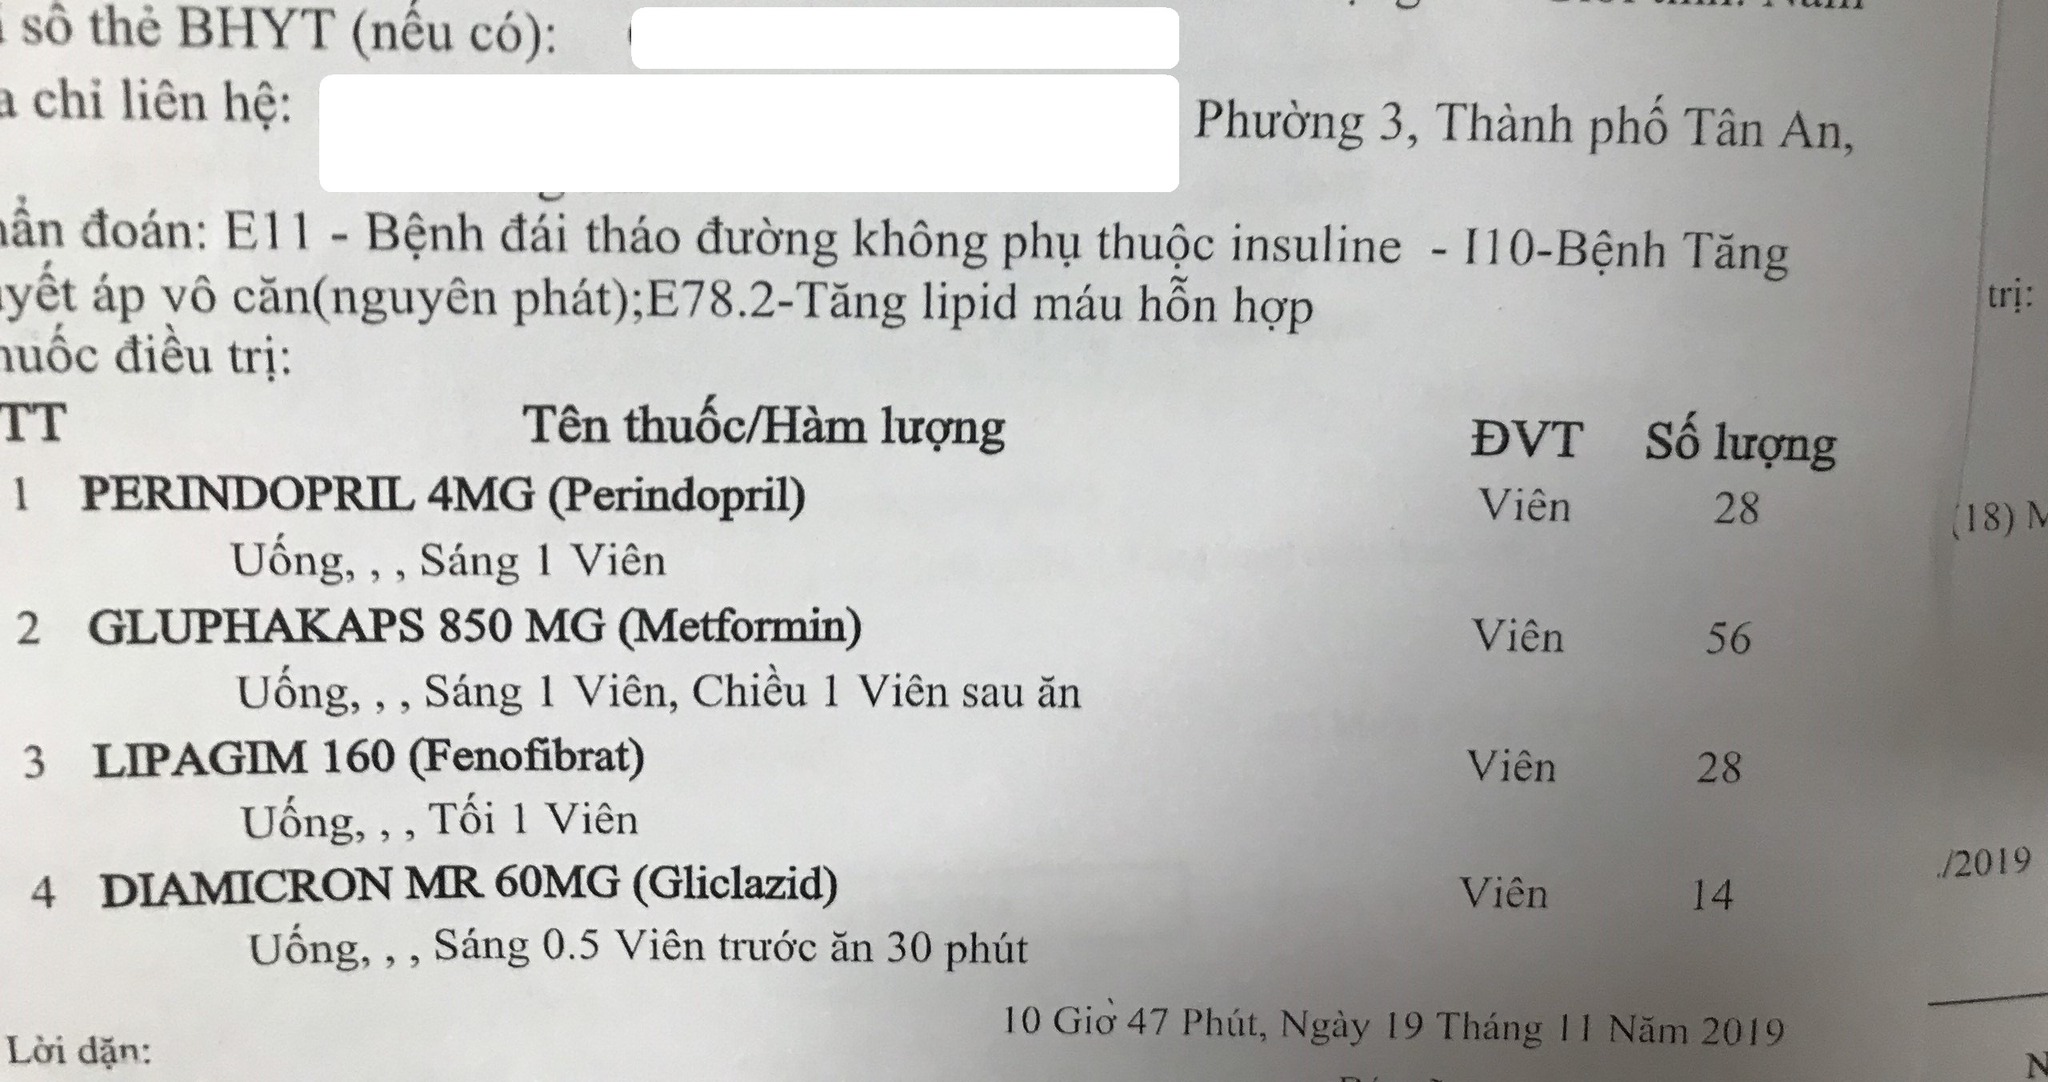 số thẻ BHYT (nếu có):
chỉ liên hệ: Phường 3, Thành phố Tân An,
đoán: E11 - Bệnh đái tháo đường không phụ thuộc insuline - I10-Bệnh Tăng
áp vô căn(nguyên phát);E78.2-Tăng lipid máu hỗn hợp
trị:
điều trị:
TT Tên thuốc/Hàm lượng ĐVT Số lượng
1 PERINDOPRIL 4MG (Perindopril) Viên 28
(18)
Uống, , , Sáng 1 Viên
2 GLUPHAKAPS 850 MG (Metformin) Viên 56
Uống, , , Sáng 1 Viên, Chiều 1 Viên sau ăn
3 LIPAGIM 160 (Fenofibrat) Viên 28
Uống, , , Tối 1 Viên
4 DIAMICRON MR 60MG (Gliclazid) Viên 14
/2019
Uống, , , Sáng 0.5 Viên trước ăn 30 phút
10 Giờ 47 Phút, Ngày 19 Tháng 11 Năm 2019
Lời dặn: